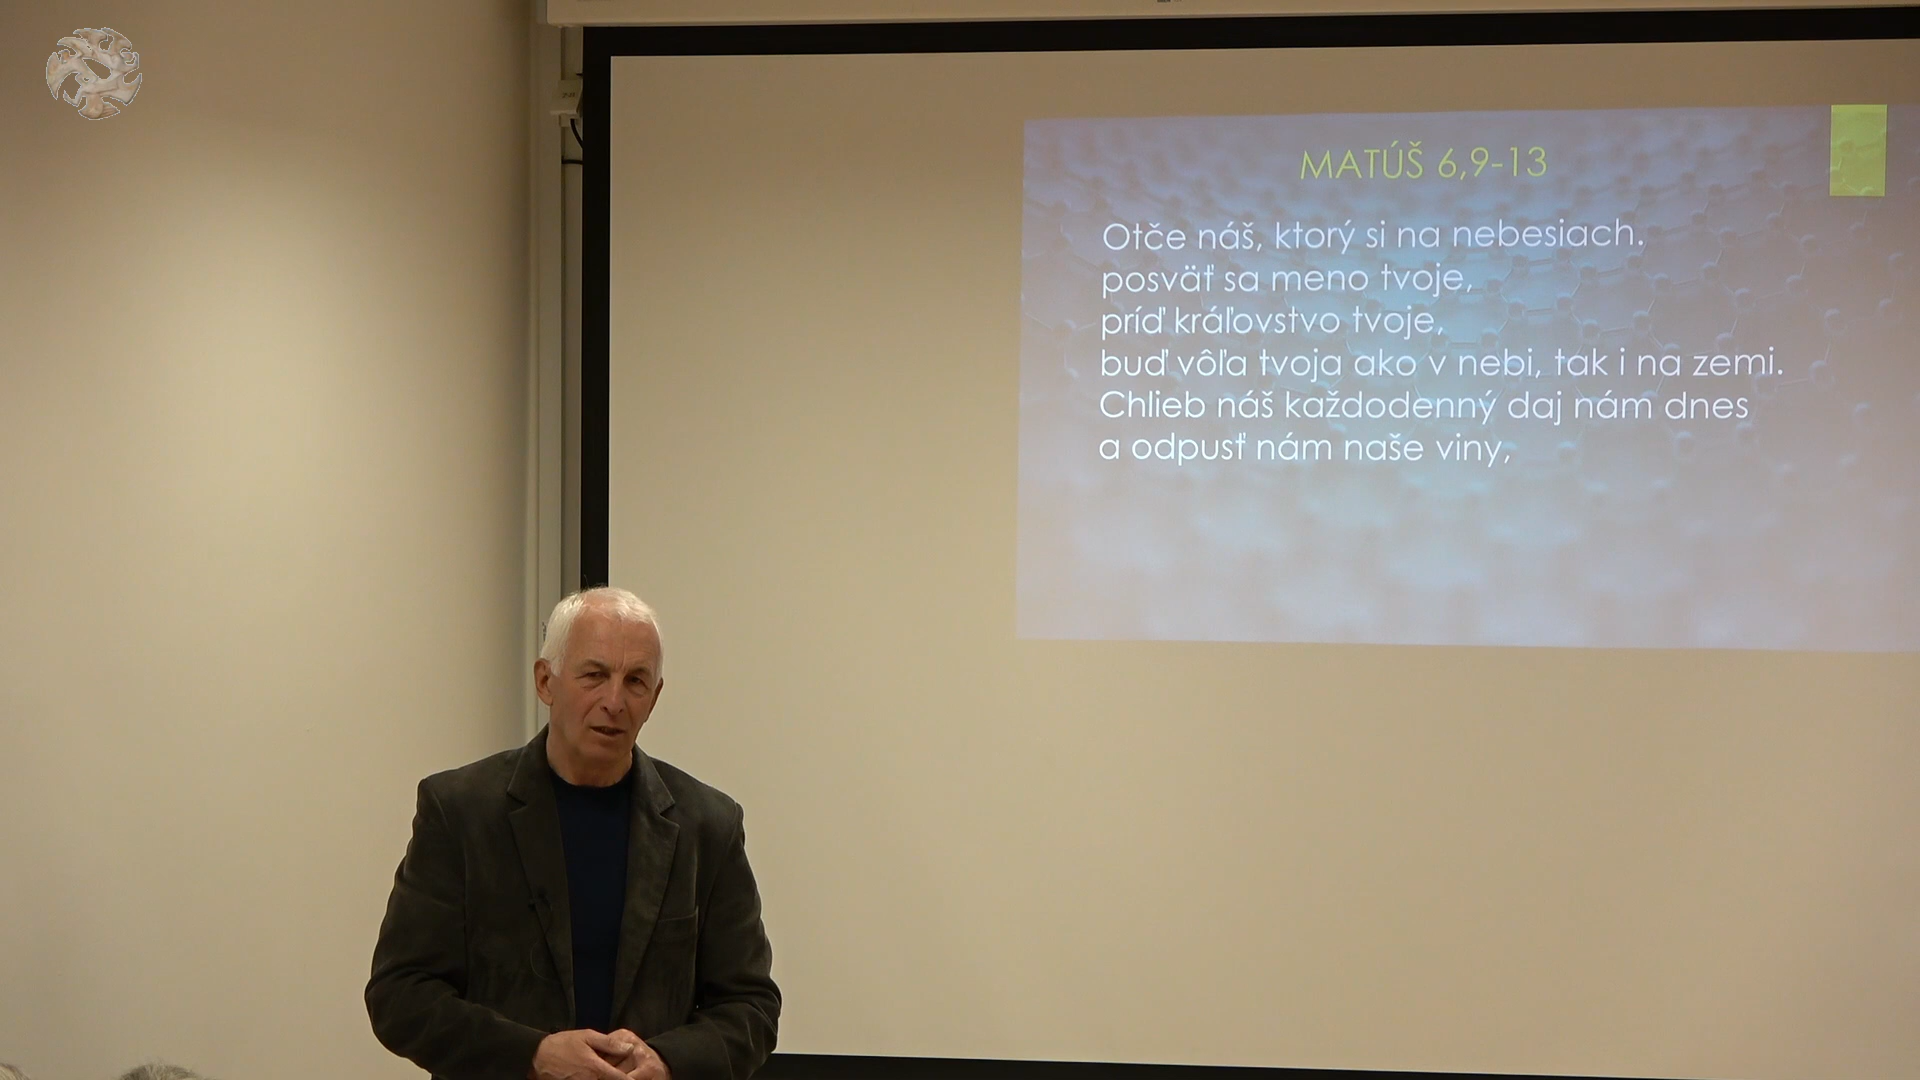 MATÚŠ 6,9-13
Otče náš, ktorý si na nebesiach.
posväť sa meno tvoje,
príď kráľovstvo tvoje,
buď vôľa tvoja ako v nebi, tak i na zemi.
Chlieb náš každodenný daj nám dnes
a odpusť nám naše viny,